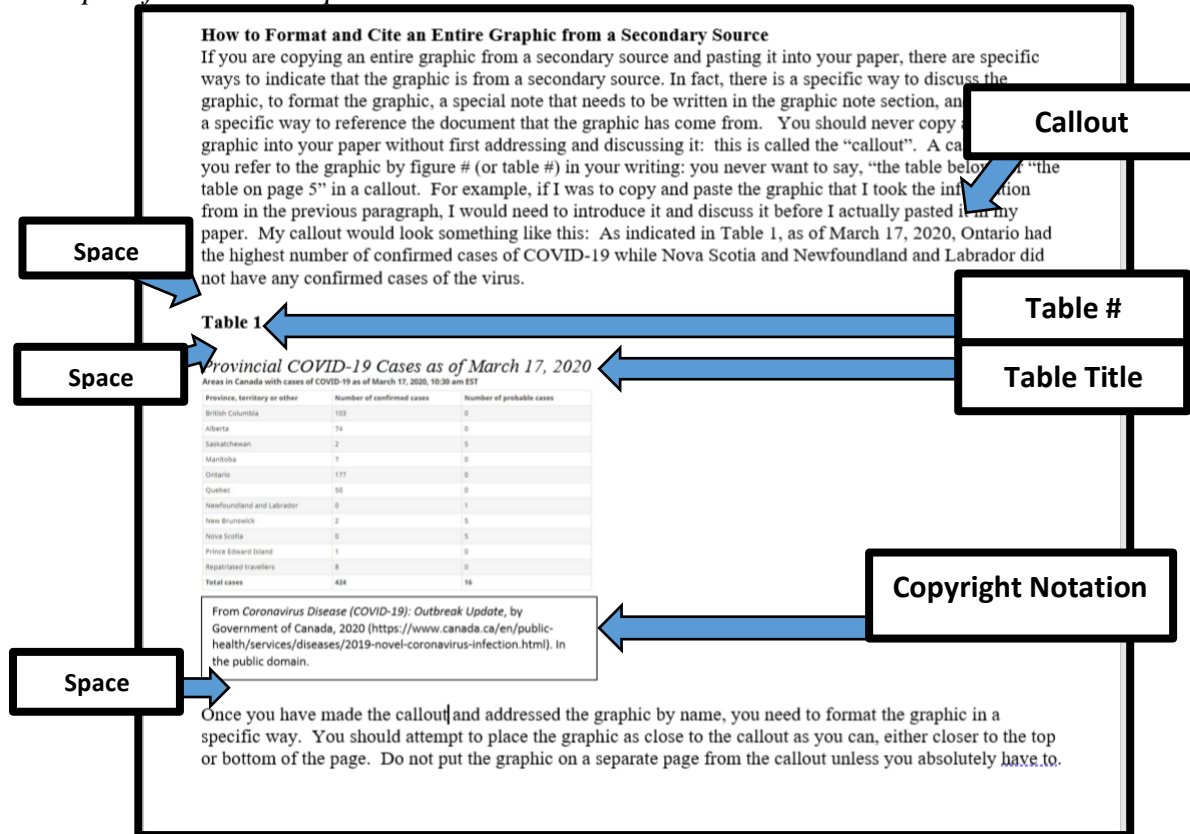 How to Format and Cite an Entire Graphic from a Secondary Source
If you are copying an entire graphic from a secondary source and pasting it into your paper, there are specific
ways to indicate that the graphic is from a secondary source. In fact, there is a specific way to discuss the
graphic, to format the graphic, a special note that needs to be written in the graphic note section,
a specific way to reference the document that the graphic has come from. You should never copy
graphic into your paper without first addressing and discussing it: this is called the “callout”. A
you refer to the graphic by figure # (or table #) in your writing: you never want to say, “the table “the
table on page 5” in a callout. For example, if I was to copy and paste the graphic that I took the
from in the previous paragraph, I would need to introduce it and discuss it before I actually pasted it in my
paper. My callout would look something like this: As indicated in Table 1, as of March 17, 2020, Ontario had
the highest number of confirmed cases of COVID-19 while Nova Scotia and Newfoundland and Labrador did
not have any confirmed cases of the virus.
Callout
Space
Table 1
Table #
Space
Provincial COVID-19 Cases as of March 17, 2020
Table Title
Areas in Canada with cases of COVID-19 as of March 17, 2020, 10:30 am EST
Province, territory or other Number of confirmed cases Number of probable cases
British Columbia 103 0
Alberta 74 0
Saskatchewan 2 5
Manitoba 7 0
Ontario 177 0
Quebec 50 0
Newfoundland and Labrador 0 1
New Brunswick 2 5
Nova Scotia 0 5
Prince Edward Island 1 0
Repatriated travellers 8 0
Total cases 424 16
Copyright Notation
From Coronavirus Disease (COVID-19): Outbreak Update, by
Government of Canada, 2020 (https://www.canada.ca/en/public-
health/services/diseases/2019-novel-coronavirus-infection.html). In
the public domain.
Space
Once you have made the callout and addressed the graphic by name, you need to format the graphic in a
specific way. You should attempt to place the graphic as close to the callout as you can, either closer to the top
or bottom of the page. Do not put the graphic on a separate page from the callout unless you absolutely have to.